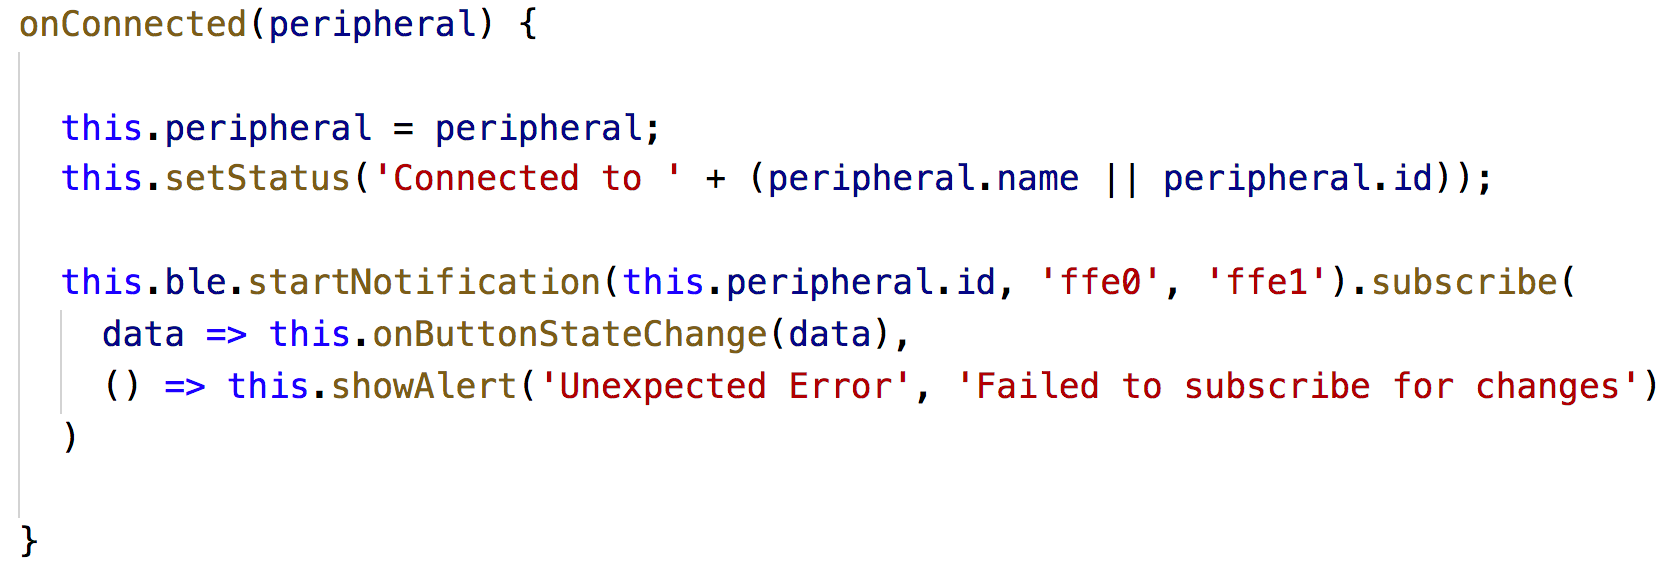 onConnected(peripheral) {
this.peripheral = peripheral;
this.setStatus('Connected to ' + (peripheral.name || peripheral.id));
this.ble.startNotification(this.peripheral.id, 'ffe0', 'ffe1').subscribe(
data => this.onButtonStateChange(data),
() => this.showAlert('Unexpected Error', 'Failed to subscribe for changes')
)
}